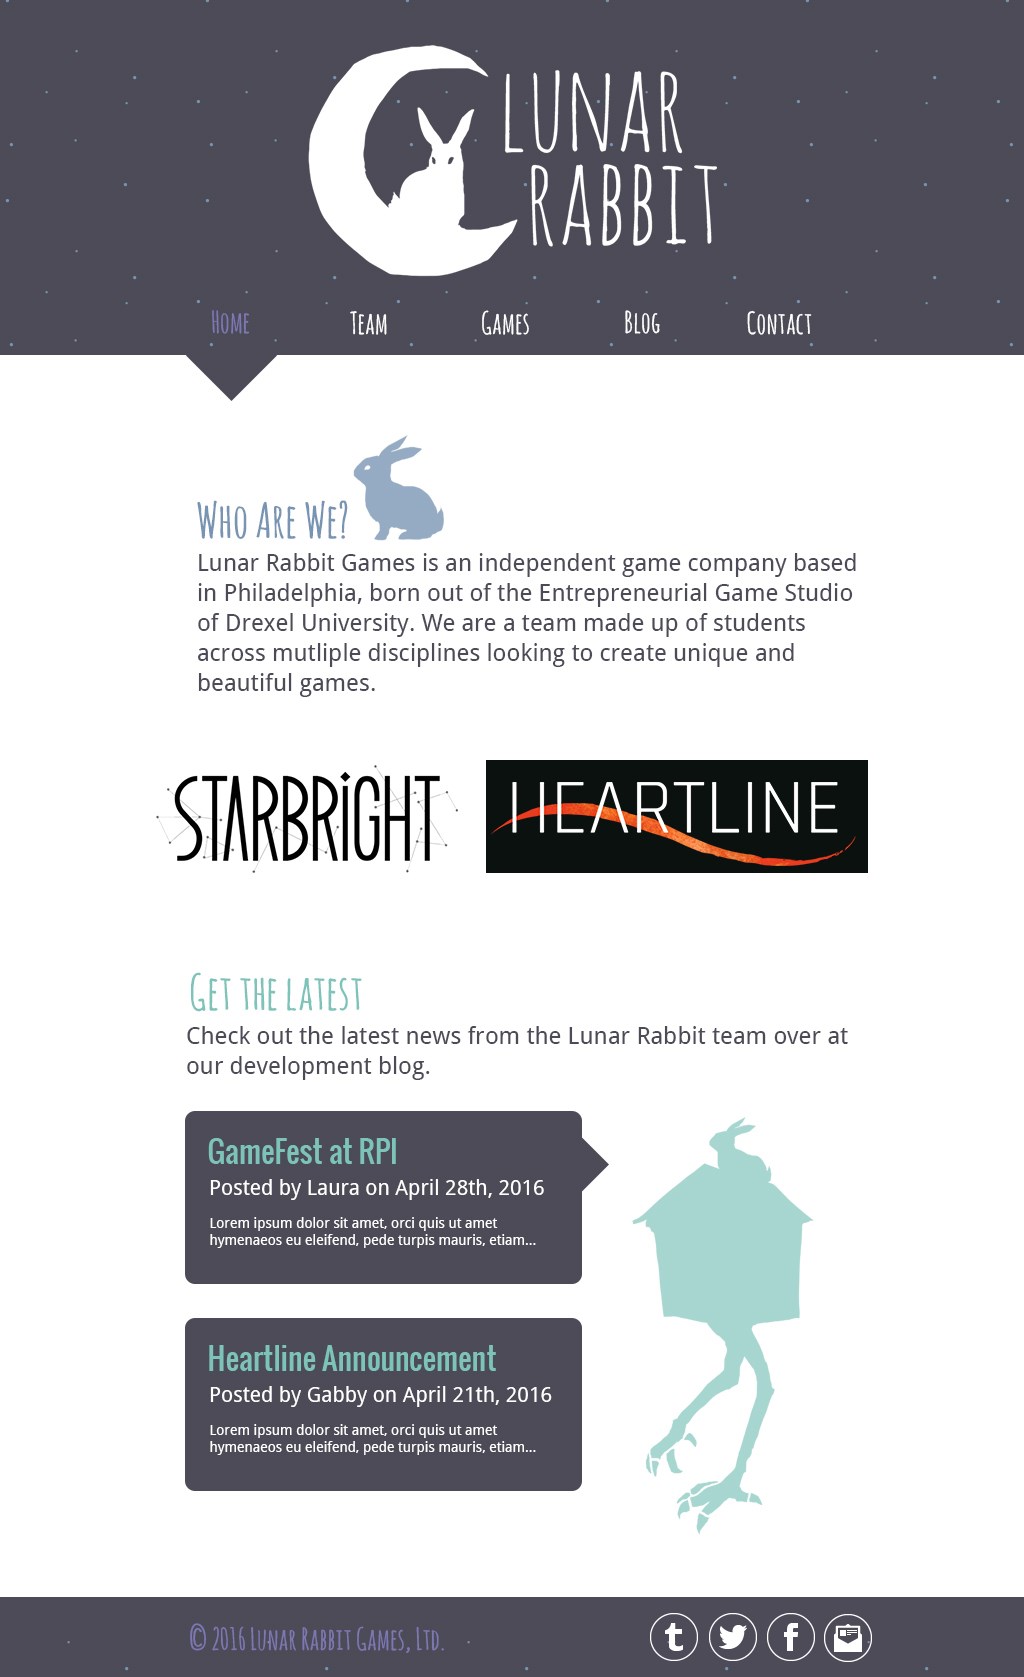 LUNAR
RABBIT
Home Team Games Blog Contact
Who Are We?
Lunar Rabbit Games is an independent game company based
in Philadelphia, born out of the Entrepreneurial Game Studio
of Drexel University. We are a team made up of students
across mutliple disciplines looking to create unique and
beautiful games.
STARBRiGHT HEARTLINE
Get the latest
Check out the latest news from the Lunar Rabbit team over at
our development blog.
GameFest at RPI
Posted by Laura on April 28th, 2016
Lorem ipsum dolor sit amet, orci quis ut amet
hymenaeos eu eleifend, pede turpis mauris, etiam...
Heartline Announcement
Posted by Gabby on April 21th, 2016
Lorem ipsum dolor sit amet, orci quis ut amet
hymenaeos eu eleifend, pede turpis mauris, etiam...
© 2016 Lunar Rabbit Games, Ltd.